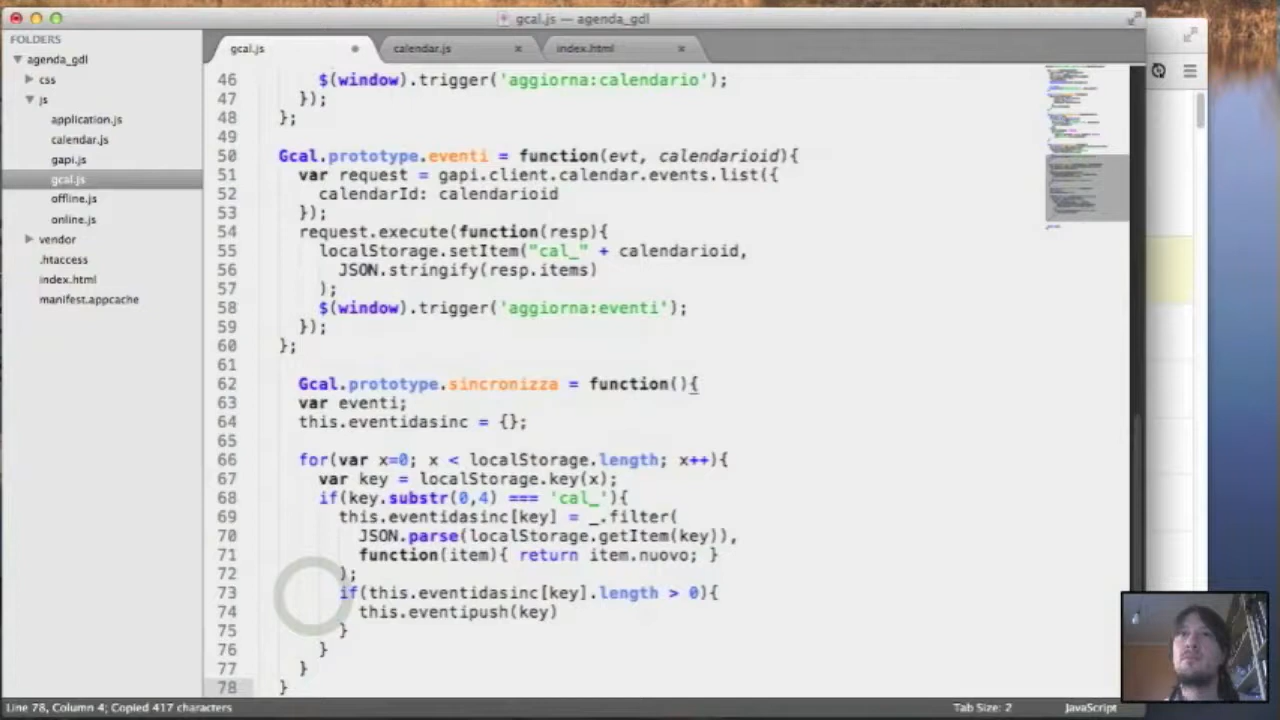 gcal.js — agenda_gdl
FOLDERS
agenda_gdl
css
js
application.js
calendar.js
gapi.js
gcal.js
offline.js
online.js
vendor
.htaccess
index.html
manifest.appcache
gcal.js
calendar.js
index.html
46 $(window).trigger('aggiorna:calendario');
47 });
48 };
49
50 Gcal.prototype.eventi = function(evt, calendarioid){
51 var request = gapi.client.calendar.events.list({
52 calendarId: calendarioid
53 });
54 request.execute(function(resp){
55 localStorage.setItem("cal_" + calendarioid,
56 JSON.stringify(resp.items)
57 );
58 $(window).trigger('aggiorna:eventi');
59 });
60 };
61
62 Gcal.prototype.sincronizza = function(){
63 var eventi;
64 this.eventidasinc = {};
65
66 for(var x=0; x < localStorage.length; x++){
67 var key = localStorage.key(x);
68 if(key.substr(0,4) === 'cal_'){
69 this.eventidasinc[key] = _.filter(
70 JSON.parse(localStorage.getItem(key)),
71 function(item){ return item.nuovo; }
72 );
73 if(this.eventidasinc[key].length > 0){
74 this.eventipush(key)
75 }
76 }
77 }
78 }
Line 78, Column 4; Copied 417 characters
Tab Size: 2
JavaScript